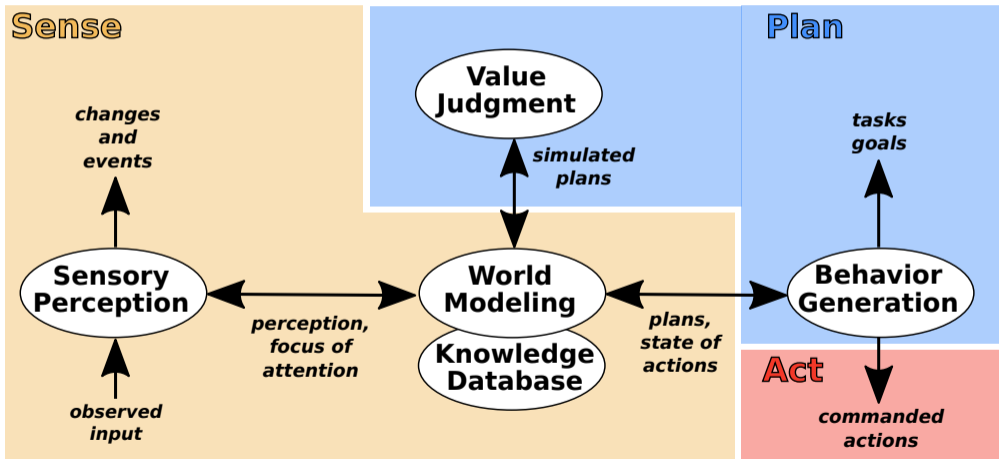 Sense
Plan
Value
Judgment
changes
and
events
tasks
goals
simulated
plans
Sensory
Perception
World
Modeling
Behavior
Generation
perception,
focus of
attention
plans,
state of
actions
Knowledge
Database
Act
observed
input
commanded
actions